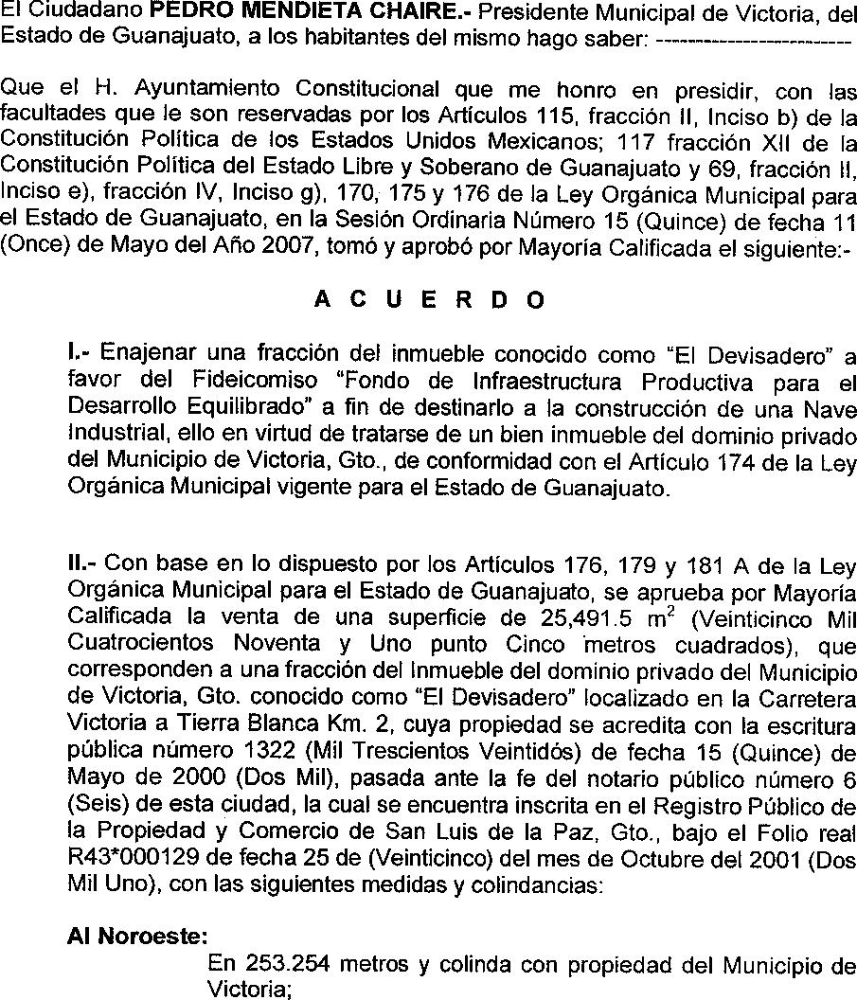 El Ciudadano PEDRO MENDIETA CHAIRE.- Presidente Municipal de Victoria, del
Estado de Guanajuato, a los habitantes del mismo hago saber: -------------------------
Que el H. Ayuntamiento Constitucional que me honro en presidir, con las
facultades que le son reservadas por los Artículos 115, fracción II, Inciso b) de la
Constitución Política de los Estados Unidos Mexicanos; 117 fracción XII de la
Constitución Política del Estado Libre y Soberano de Guanajuato y 69, fracción II,
Inciso e), fracción IV, Inciso g), 170, 175 y 176 de la Ley Orgánica Municipal para
el Estado de Guanajuato, en la Sesión Ordinaria Número 15 (Quince) de fecha 11
(Once) de Mayo del Año 2007, tomó y aprobó por Mayoría Calificada el siguiente:-
A C U E R D O
I.- Enajenar una fracción del inmueble conocido como “El Devisadero” a
favor del Fideicomiso “Fondo de Infraestructura Productiva para el
Desarrollo Equilibrado” a fin de destinarlo a la construcción de una Nave
Industrial, ello en virtud de tratarse de un bien inmueble del dominio privado
del Municipio de Victoria, Gto., de conformidad con el Artículo 174 de la Ley
Orgánica Municipal vigente para el Estado de Guanajuato.
II.- Con base en lo dispuesto por los Artículos 176, 179 y 181 A de la Ley
Orgánica Municipal para el Estado de Guanajuato, se aprueba por Mayoría
Calificada la venta de una superficie de 25,491.5 m² (Veinticinco Mil
Cuatrocientos Noventa y Uno punto Cinco metros cuadrados), que
corresponden a una fracción del Inmueble del dominio privado del Municipio
de Victoria, Gto. conocido como “El Devisadero” localizado en la Carretera
Victoria a Tierra Blanca Km. 2, cuya propiedad se acredita con la escritura
pública número 1322 (Mil Trescientos Veintidós) de fecha 15 (Quince) de
Mayo de 2000 (Dos Mil), pasada ante la fe del notario público número 6
(Seis) de esta ciudad, la cual se encuentra inscrita en el Registro Público de
la Propiedad y Comercio de San Luis de la Paz, Gto., bajo el Folio real
R43*000129 de fecha 25 de (Veinticinco) del mes de Octubre del 2001 (Dos
Mil Uno), con las siguientes medidas y colindancias:
Al Noroeste:
En 253.254 metros y colinda con propiedad del Municipio de
Victoria;